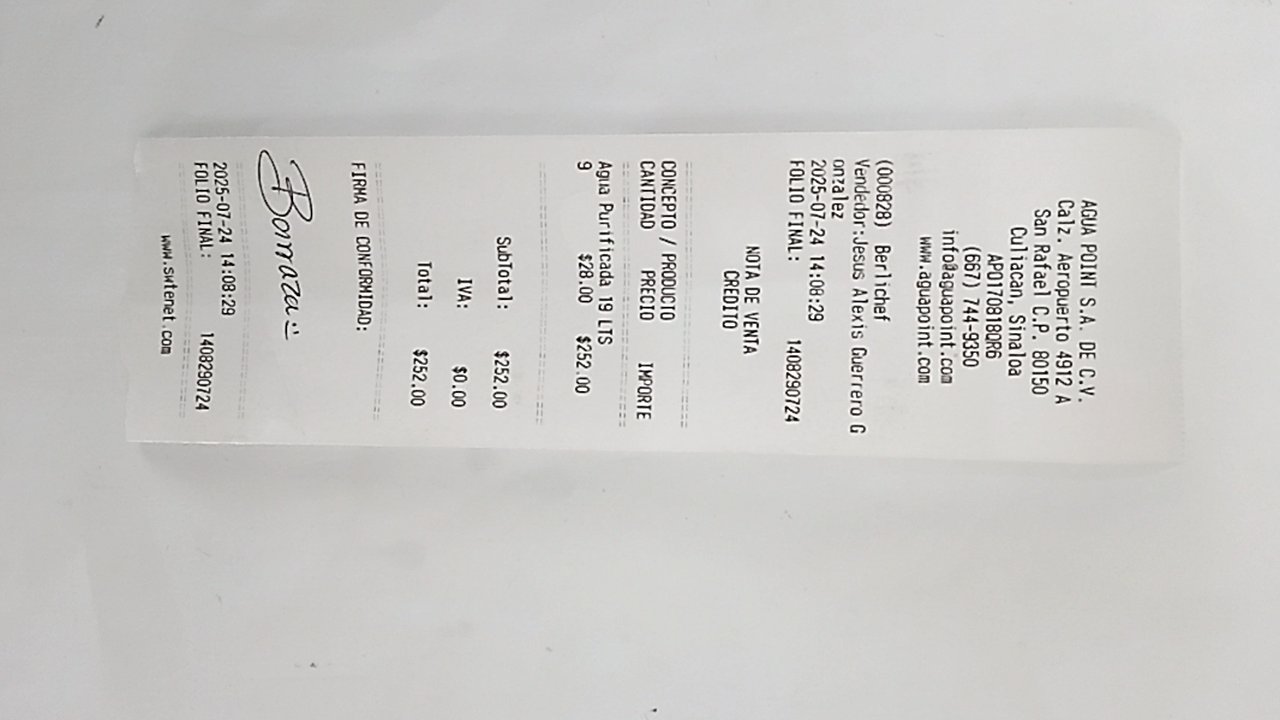 AGUA POINT S.A. DE C.V.
Calz. Aeropuerto 4912 A
San Rafael C.P. 80150
Culiacan, Sinaloa
APO170818QR6
(667) 744-9350
info@aguapoint.com
www.aguapoint.com
(000828) Berlichef
Vendedor:Jesus Alexis Guerrero G
onzalez
2025-07-24 14:08:29
FOLIO FINAL: 1408290724
NOTA DE VENTA
CREDITO
CONCEPTO / PRODUCTO
CANTIDAD PRECIO IMPORTE
Agua Purificada 19 LTS
9 $28.00 $252.00
SubTotal: $252.00
IVA: $0.00
Total: $252.00
FIRMA DE CONFORMIDAD:
2025-07-24 14:08:29
FOLIO FINAL: 1408290724
www.swtenet.com